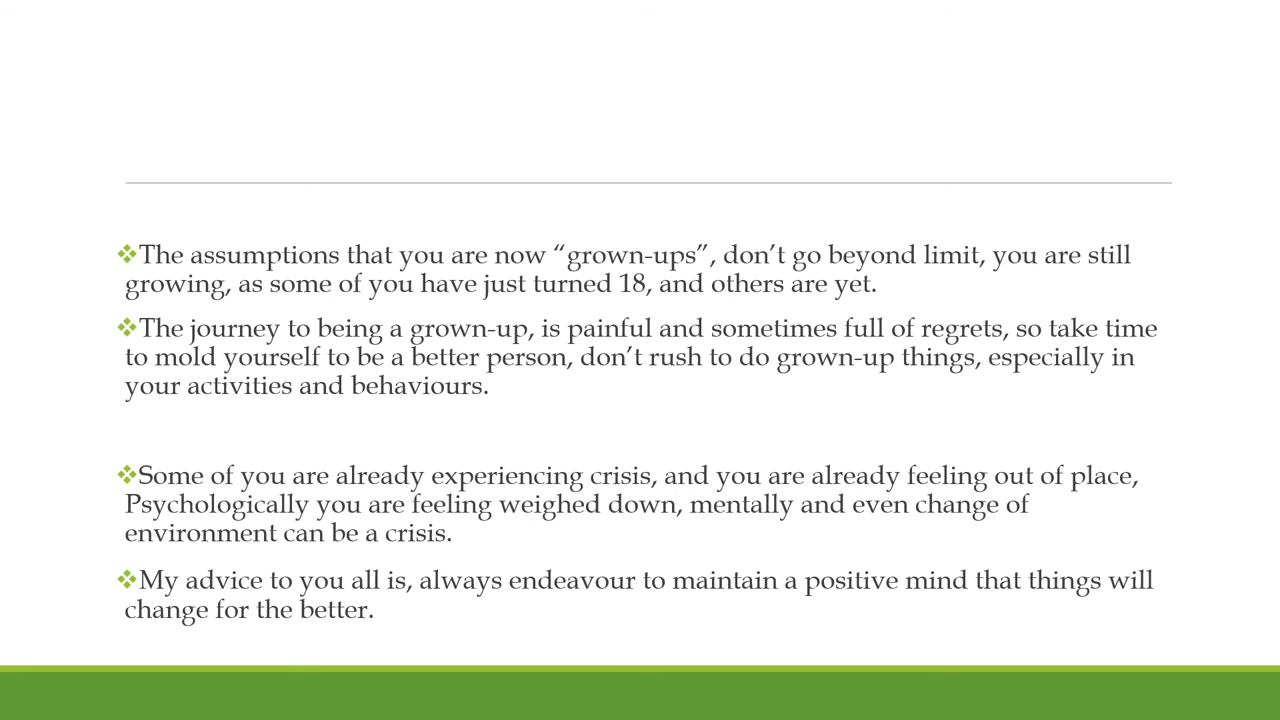 ❖The assumptions that you are now “grown-ups”, don’t go beyond limit, you are still
growing, as some of you have just turned 18, and others are yet.
❖The journey to being a grown-up, is painful and sometimes full of regrets, so take time
to mold yourself to be a better person, don’t rush to do grown-up things, especially in
your activities and behaviours.
❖Some of you are already experiencing crisis, and you are already feeling out of place,
Psychologically you are feeling weighed down, mentally and even change of
environment can be a crisis.
❖My advice to you all is, always endeavour to maintain a positive mind that things will
change for the better.